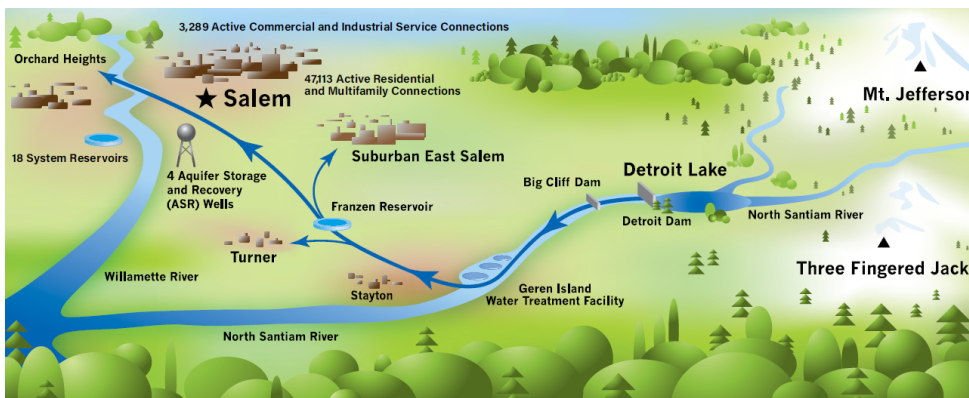 3,289 Active Commercial and Industrial Service Connections
Orchard Heights
47,113 Active Residential
and Multifamily Connections
Salem
Mt. Jefferson
18 System Reservoirs
Suburban East Salem
4 Aquifer Storage
and Recovery
(ASR) Wells
Detroit Lake
Big Cliff Dam
Franzen Reservoir
Detroit Dam
North Santiam River
Turner
Willamette River
Three Fingered Jack
Stayton
Geren Island
Water Treatment Facility
North Santiam River